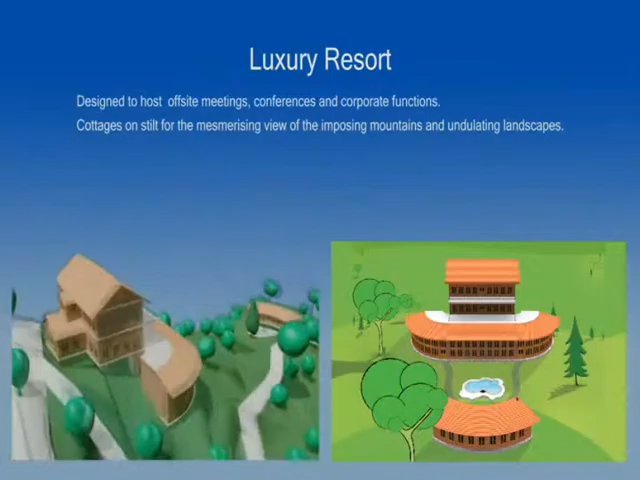 Luxury Resort
Designed to host offsite meetings, conferences and corporate functions.
Cottages on stilt for the mesmerising view of the imposing mountains and undulating landscapes.